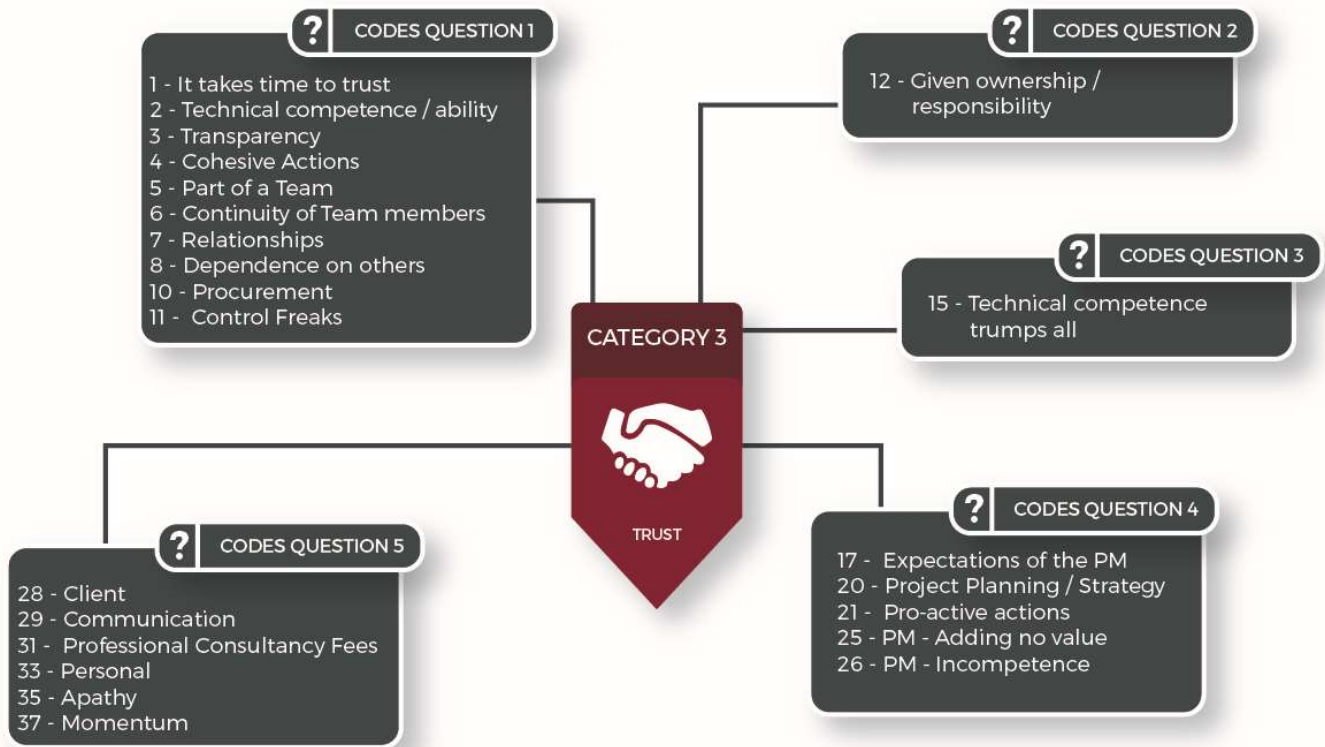 ? CODES QUESTION 1
1 - It takes time to trust
2 - Technical competence / ability
3 - Transparency
4 - Cohesive Actions
5 - Part of a Team
6 - Continuity of Team members
7 - Relationships
8 - Dependence on others
10 - Procurement
11 - Control Freaks
? CODES QUESTION 2
12 - Given ownership /
responsibility
? CODES QUESTION 3
15 - Technical competence
trumps all
CATEGORY 3
TRUST
? CODES QUESTION 5
28 - Client
29 - Communication
31 - Professional Consultancy Fees
33 - Personal
35 - Apathy
37 - Momentum
? CODES QUESTION 4
17 - Expectations of the PM
20 - Project Planning / Strategy
21 - Pro-active actions
25 - PM - Adding no value
26 - PM - Incompetence